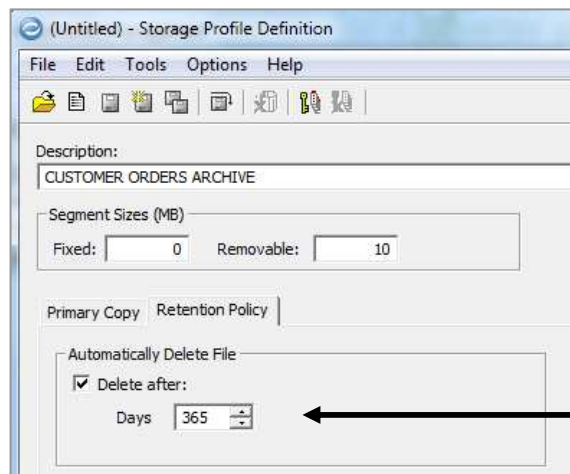 (Untitled) - Storage Profile Definition
File Edit Tools Options Help
Description:
CUSTOMER ORDERS ARCHIVE
Segment Sizes (MB)
Fixed: 0 Removable: 10
Primary Copy Retention Policy
Automatically Delete File
Delete after:
Days 365